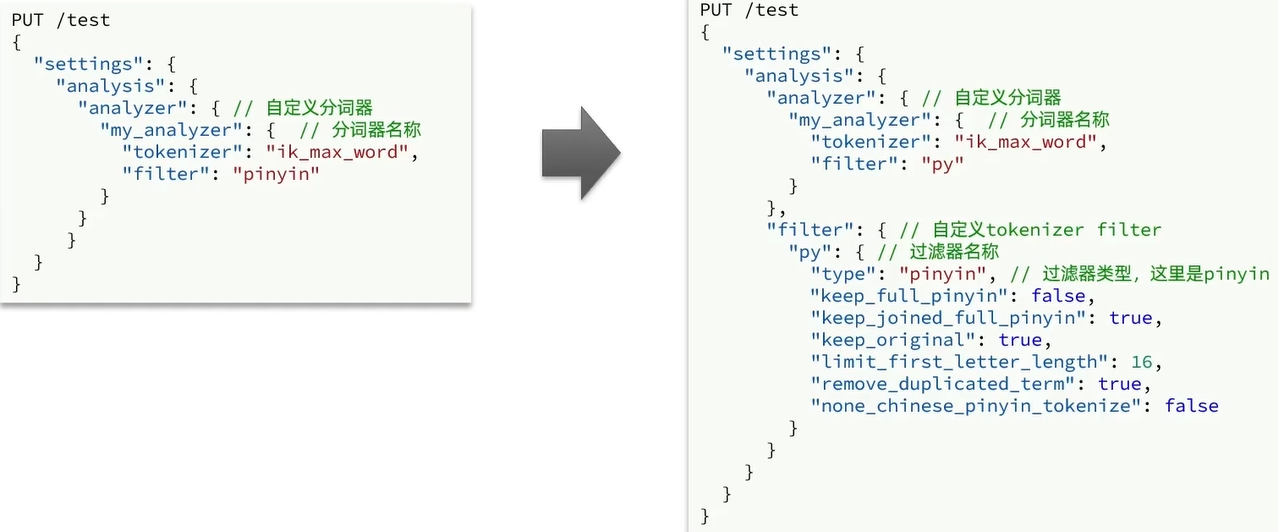 PUT /test
{
  "settings": {
    "analysis": {
      "analyzer": { // 自定义分词器
        "my_analyzer": {  // 分词器名称
          "tokenizer": "ik_max_word",
          "filter": "pinyin"
        }
      }
    }
  }
}
PUT /test
{
  "settings": {
    "analysis": {
      "analyzer": { // 自定义分词器
        "my_analyzer": {  // 分词器名称
          "tokenizer": "ik_max_word",
          "filter": "py"
        }
      },
      "filter": { // 自定义tokenizer filter
        "py": { // 过滤器名称
          "type": "pinyin", // 过滤器类型，这里是pinyin
          "keep_full_pinyin": false,
          "keep_joined_full_pinyin": true,
          "keep_original": true,
          "limit_first_letter_length": 16,
          "remove_duplicated_term": true,
          "none_chinese_pinyin_tokenize": false
        }
      }
    }
  }
}